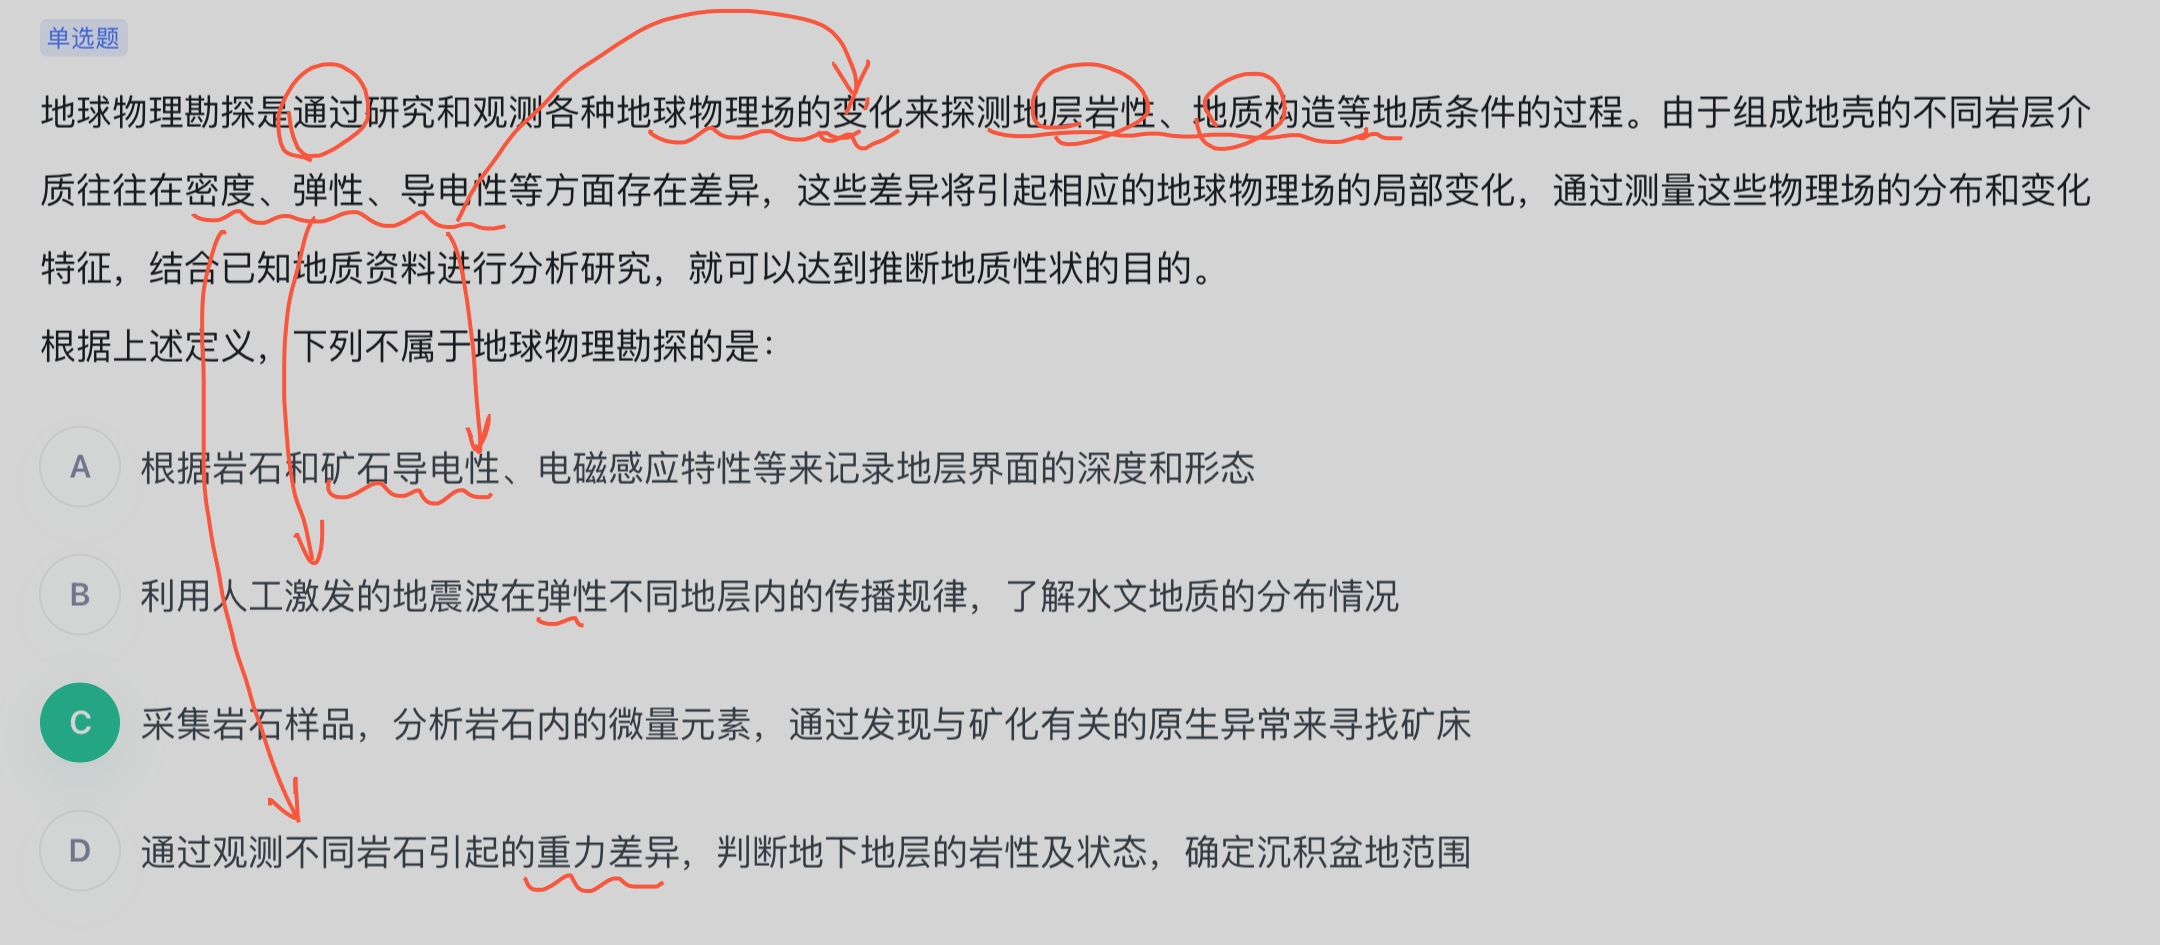 单选题
地球物理勘探是通过研究和观测各种地球物理场的变化来探测地层岩性、地质构造等地质条件的过程。由于组成地壳的不同岩层介
质往往在密度、弹性、导电性等方面存在差异，这些差异将引起相应的地球物理场的局部变化，通过测量这些物理场的分布和变化
特征，结合已知地质资料进行分析研究，就可以达到推断地质性状的目的。
根据上述定义，下列不属于地球物理勘探的是：
A 根据岩石和矿石导电性、电磁感应特性等来记录地层界面的深度和形态
B 利用人工激发的地震波在弹性不同地层内的传播规律，了解水文地质的分布情况
C 采集岩石样品，分析岩石内的微量元素，通过发现与矿化有关的原生异常来寻找矿床
D 通过观测不同岩石引起的重力差异，判断地下地层的岩性及状态，确定沉积盆地范围